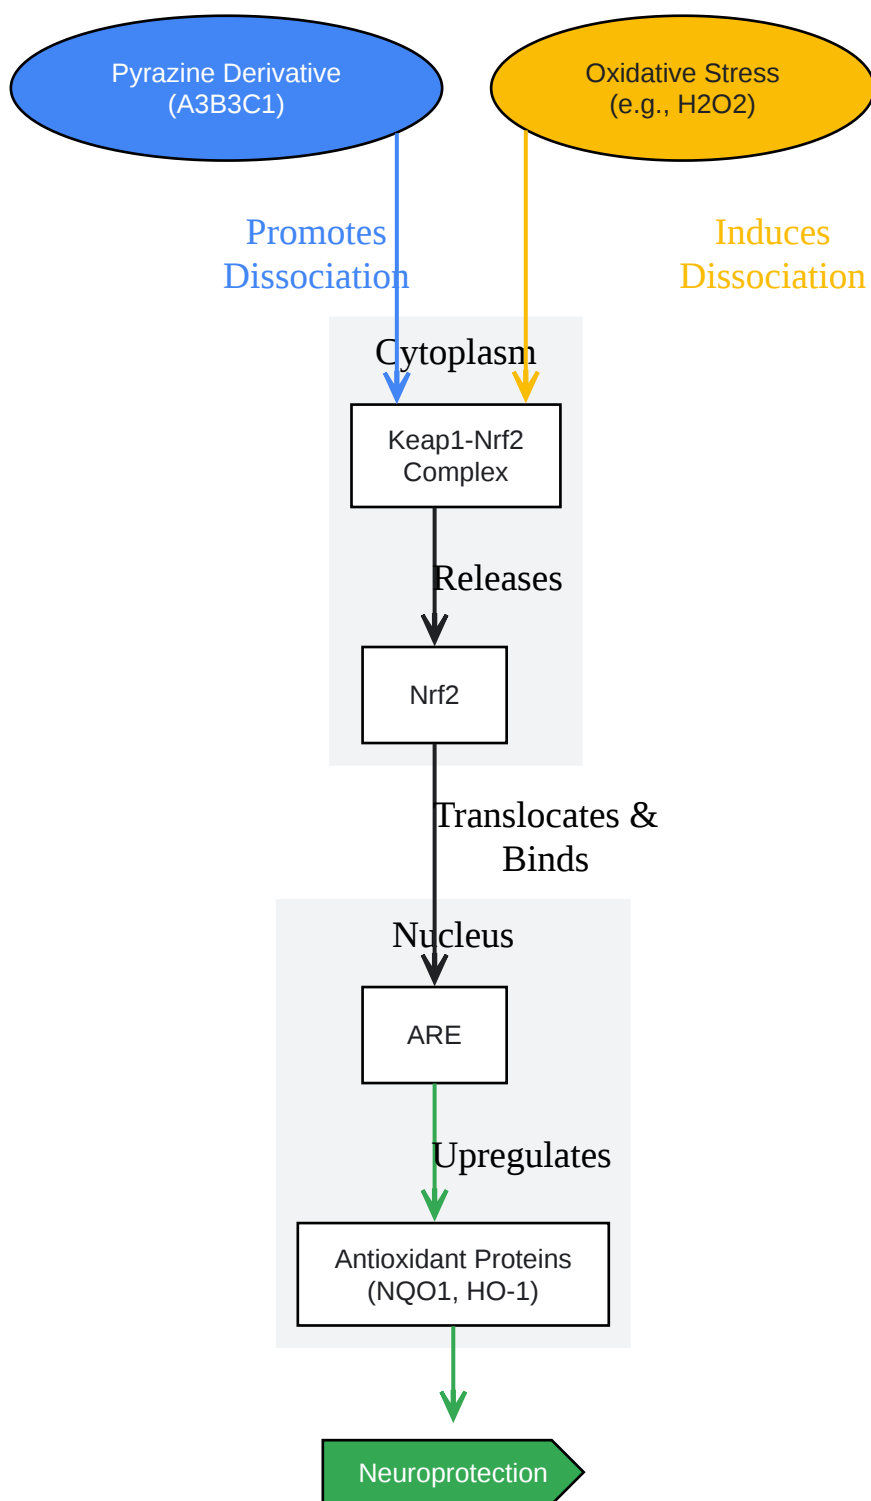 Pyrazine Derivative
(A3B3C1)
Oxidative Stress
(e.g., H2O2)
Promotes
Dissociation
Induces
Dissociation
Cytoplasm
Keap1-Nrf2
Complex
Releases
Nrf2
Translocates &
Binds
Nucleus
ARE
Upregulates
Antioxidant Proteins
(NQO1, HO-1)
Neuroprotection